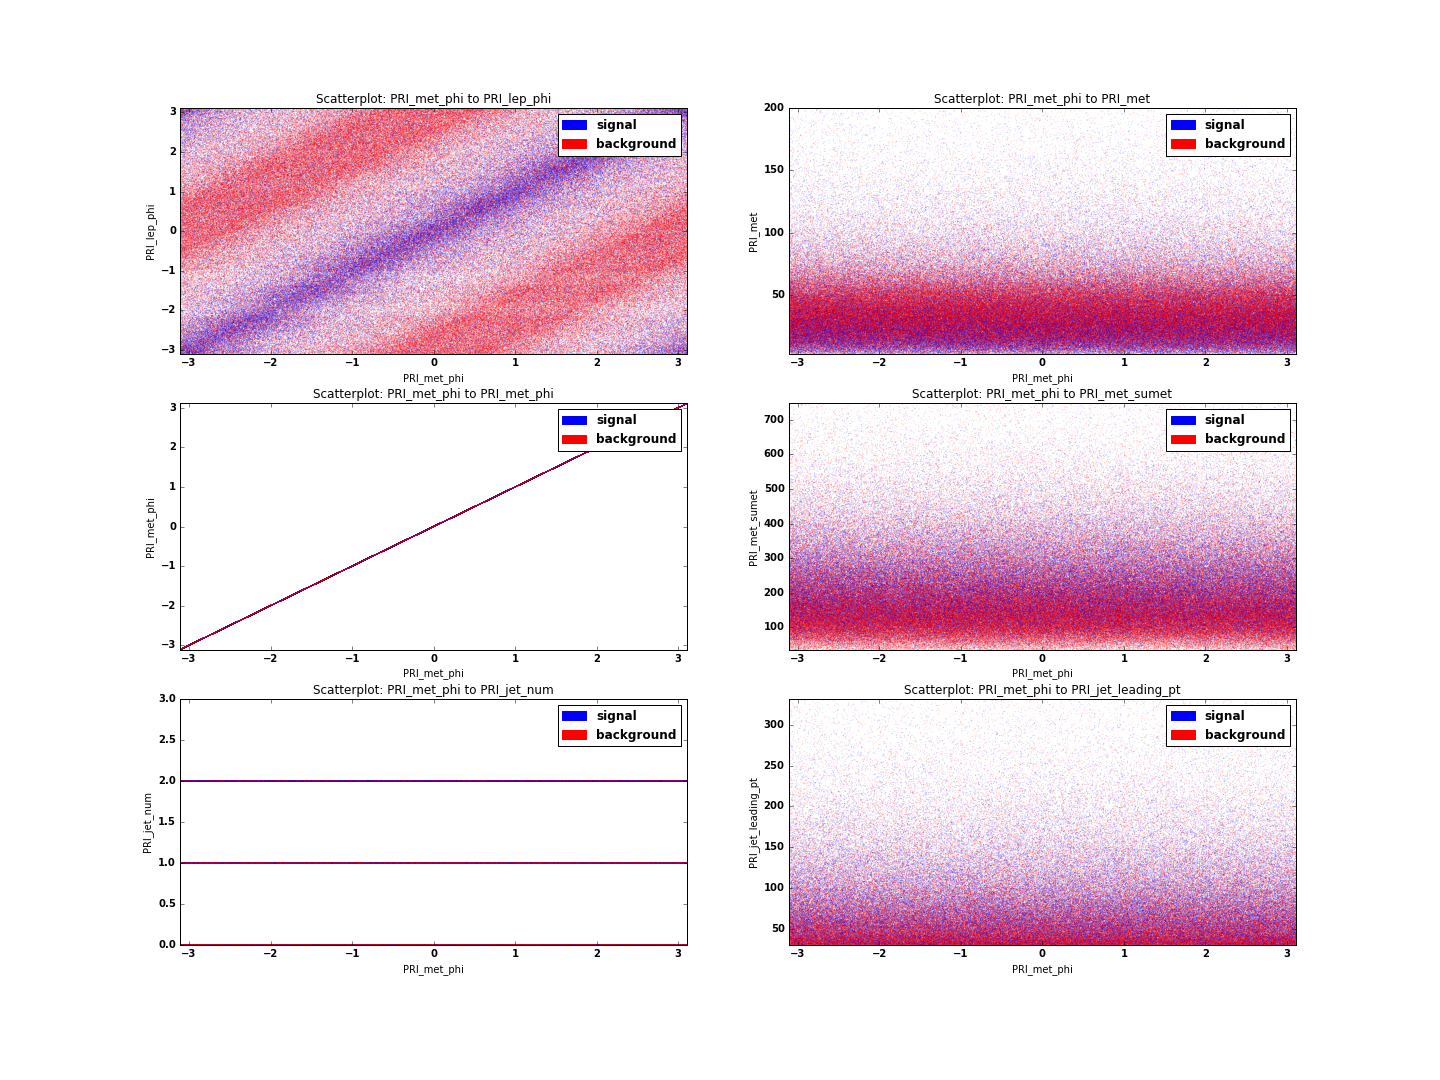 Scatterplot: PRI_met_phi to PRI_lep_phi
signal
background
3
2
1
0
−1
−2
−3
PRI_lep_phi
−3 −2 −1 0 1 2 3
PRI_met_phi
Scatterplot: PRI_met_phi to PRI_met
signal
background
200
150
100
50
PRI_met
−3 −2 −1 0 1 2 3
PRI_met_phi
Scatterplot: PRI_met_phi to PRI_met_phi
signal
background
3
2
1
0
−1
−2
−3
PRI_met_phi
−3 −2 −1 0 1 2 3
PRI_met_phi
Scatterplot: PRI_met_phi to PRI_met_sumet
signal
background
700
600
500
400
300
200
100
PRI_met_sumet
−3 −2 −1 0 1 2 3
PRI_met_phi
Scatterplot: PRI_met_phi to PRI_jet_num
signal
background
3.0
2.5
2.0
1.5
1.0
0.5
0.0
PRI_jet_num
−3 −2 −1 0 1 2 3
PRI_met_phi
Scatterplot: PRI_met_phi to PRI_jet_leading_pt
signal
background
300
250
200
150
100
50
PRI_jet_leading_pt
−3 −2 −1 0 1 2 3
PRI_met_phi